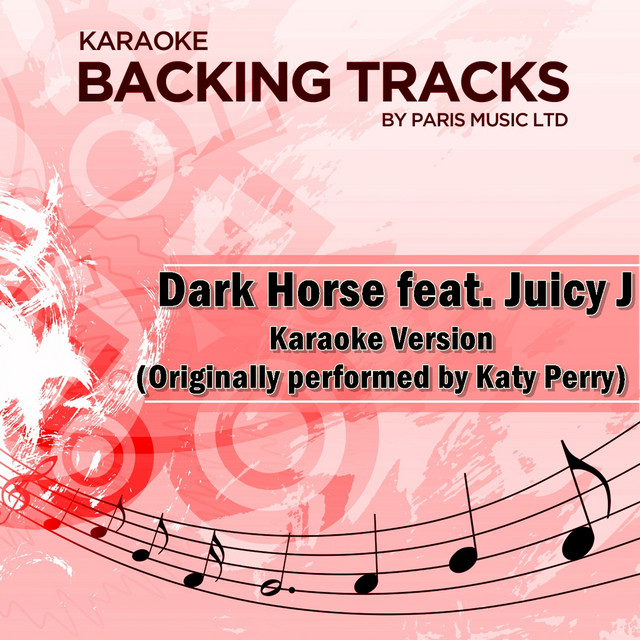 KARAOKE
BACKING TRACKS
BY PARIS MUSIC LTD
Dark Horse feat. Juicy J
Karaoke Version
(Originally performed by Katy Perry)